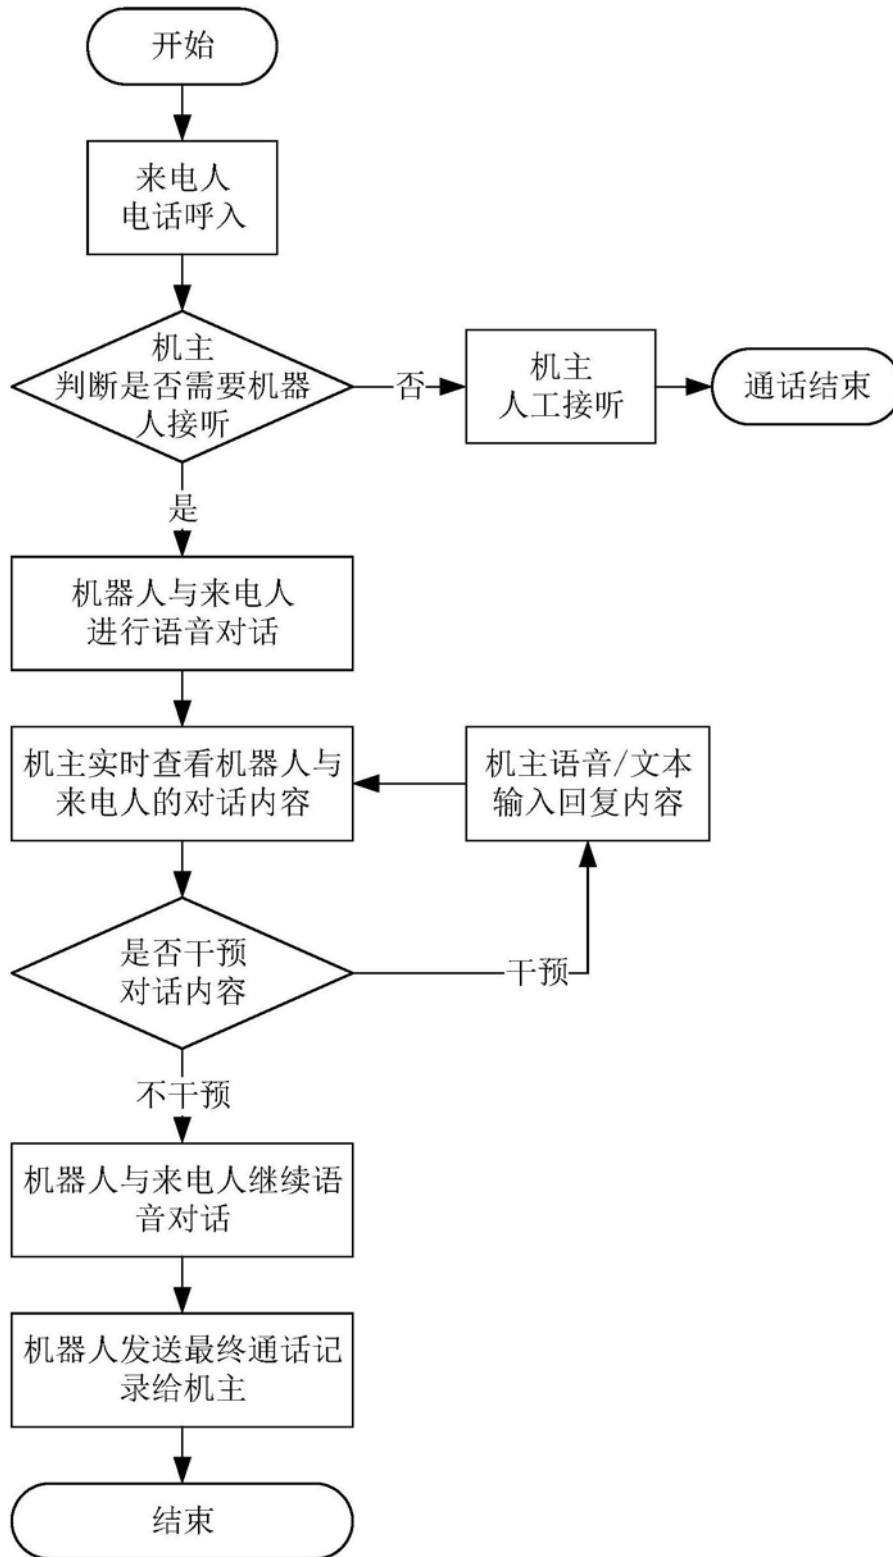 开始
来电人
电话呼入
机主
判断是否需要机器
人接听
否
机主
人工接听
通话结束
是
机器人与来电人
进行语音对话
机主实时查看机器人与
来电人的对话内容
机主语音/文本
输入回复内容
是否干预
对话内容
干预
不干预
机器人与来电人继续语
音对话
机器人发送最终通话记
录给机主
结束